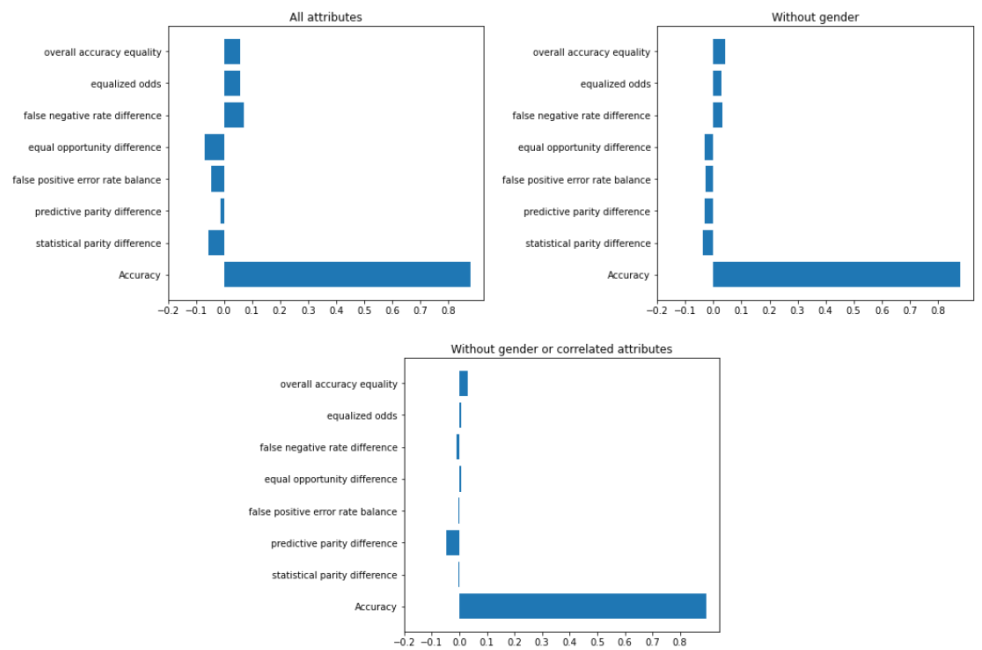 All attributes
overall accuracy equality
equalized odds
false negative rate difference
equal opportunity difference
false positive error rate balance
predictive parity difference
statistical parity difference
Accuracy
−0.2 −0.1 0.0 0.1 0.2 0.3 0.4 0.5 0.6 0.7 0.8
Without gender
overall accuracy equality
equalized odds
false negative rate difference
equal opportunity difference
false positive error rate balance
predictive parity difference
statistical parity difference
Accuracy
−0.2 −0.1 0.0 0.1 0.2 0.3 0.4 0.5 0.6 0.7 0.8
Without gender or correlated attributes
overall accuracy equality
equalized odds
false negative rate difference
equal opportunity difference
false positive error rate balance
predictive parity difference
statistical parity difference
Accuracy
−0.2 −0.1 0.0 0.1 0.2 0.3 0.4 0.5 0.6 0.7 0.8